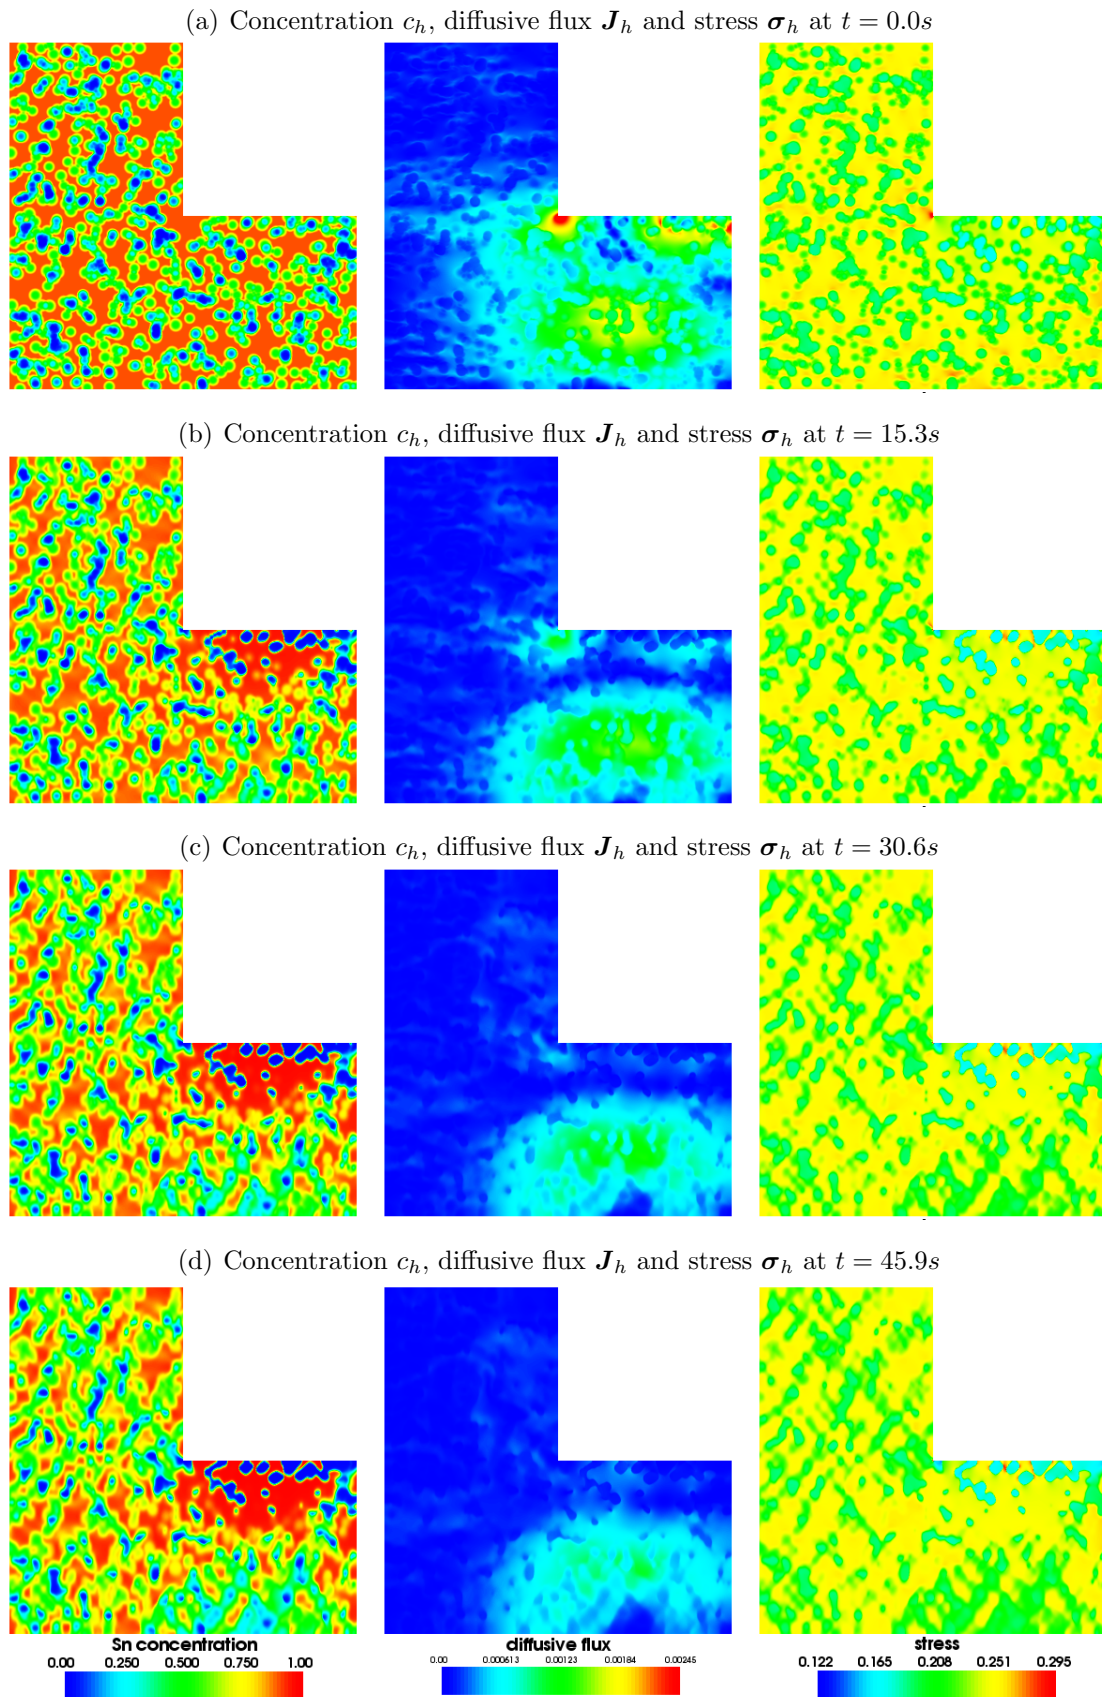 (a) Concentration c_h, diffusive flux J_h and stress σ_h at t = 0.0s
(b) Concentration c_h, diffusive flux J_h and stress σ_h at t = 15.3s
(c) Concentration c_h, diffusive flux J_h and stress σ_h at t = 30.6s
(d) Concentration c_h, diffusive flux J_h and stress σ_h at t = 45.9s
Sn concentration
0.00 0.250 0.500 0.750 1.00
diffusive flux
0.00 0.000613 0.00123 0.00184 0.00245
stress
0.122 0.165 0.208 0.251 0.295